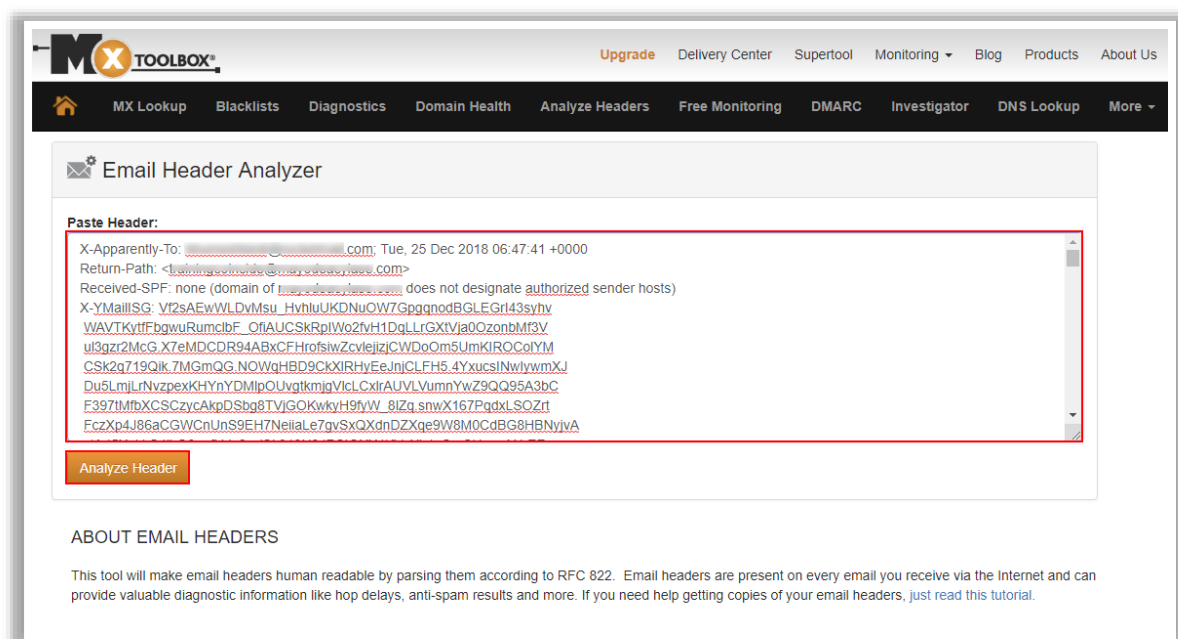 MX TOOLBOX®
Upgrade Delivery Center Supertool Monitoring Blog Products About Us
MX Lookup Blacklists Diagnostics Domain Health Analyze Headers Free Monitoring DMARC Investigator DNS Lookup More
Email Header Analyzer
Paste Header:
X-Apparently-To: .com; Tue, 25 Dec 2018 06:47:41 +0000
Return-Path: < .com>
Received-SPF: none (domain of does not designate authorized sender hosts)
X-YMailISG: Vf2sAEwWLDvMsu_HvhluUKDNuOW7GpgqnodBGLEGrI43syhv
WAVTKytfFbgwuRumclbF_OfiAUCSkRpIWo2fvH1DqLLrGXtVja0OzonbMf3V
ul3gzr2McG.X7eMDCDR94ABxCFHrofsiwZcvlejizjCWDoOm5UmKIROColYM
CSk2q719Qik.7MGmQG.NOWqHBD9CkXlRHyEeJnjCLFH5.4YxucsINwIywmXJ
Du5LmjLrNvzpexKHYnYDMlpOUvgtkmjgVlcLCxlrAUVLVumnYwZ9QQ95A3bC
F397tMfbXCSCzycAkpDSbg8TVjGOKwkyH9fyW_8lZq.snwX167PqdxLSOZrt
FczXp4J86aCGWCnUnS9EH7NeiiaLe7gvSxQXdnDZXqe9W8M0CdBG8HBNyjvA
Analyze Header
ABOUT EMAIL HEADERS
This tool will make email headers human readable by parsing them according to RFC 822. Email headers are present on every email you receive via the Internet and can
provide valuable diagnostic information like hop delays, anti-spam results and more. If you need help getting copies of your email headers, just read this tutorial.